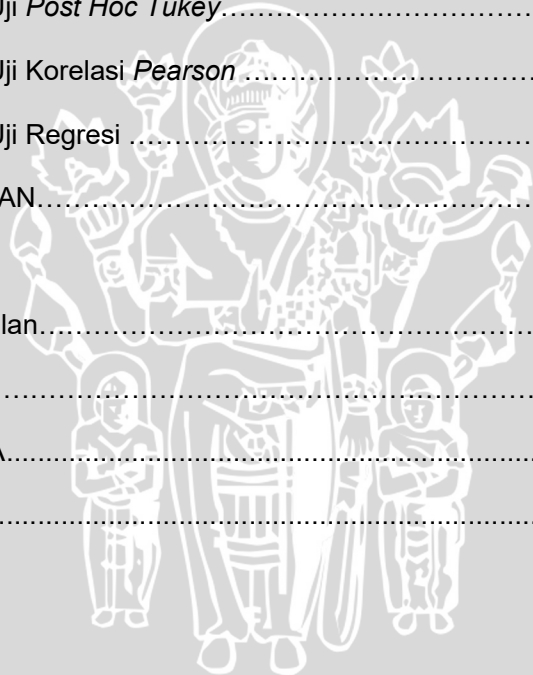 Uji Post Hoc Tukey.......................................
Uji Korelasi Pearson .......................................
Uji Regresi .......................................
AN.......................................
lan.......................................
.......................................
A.......................................
.......................................